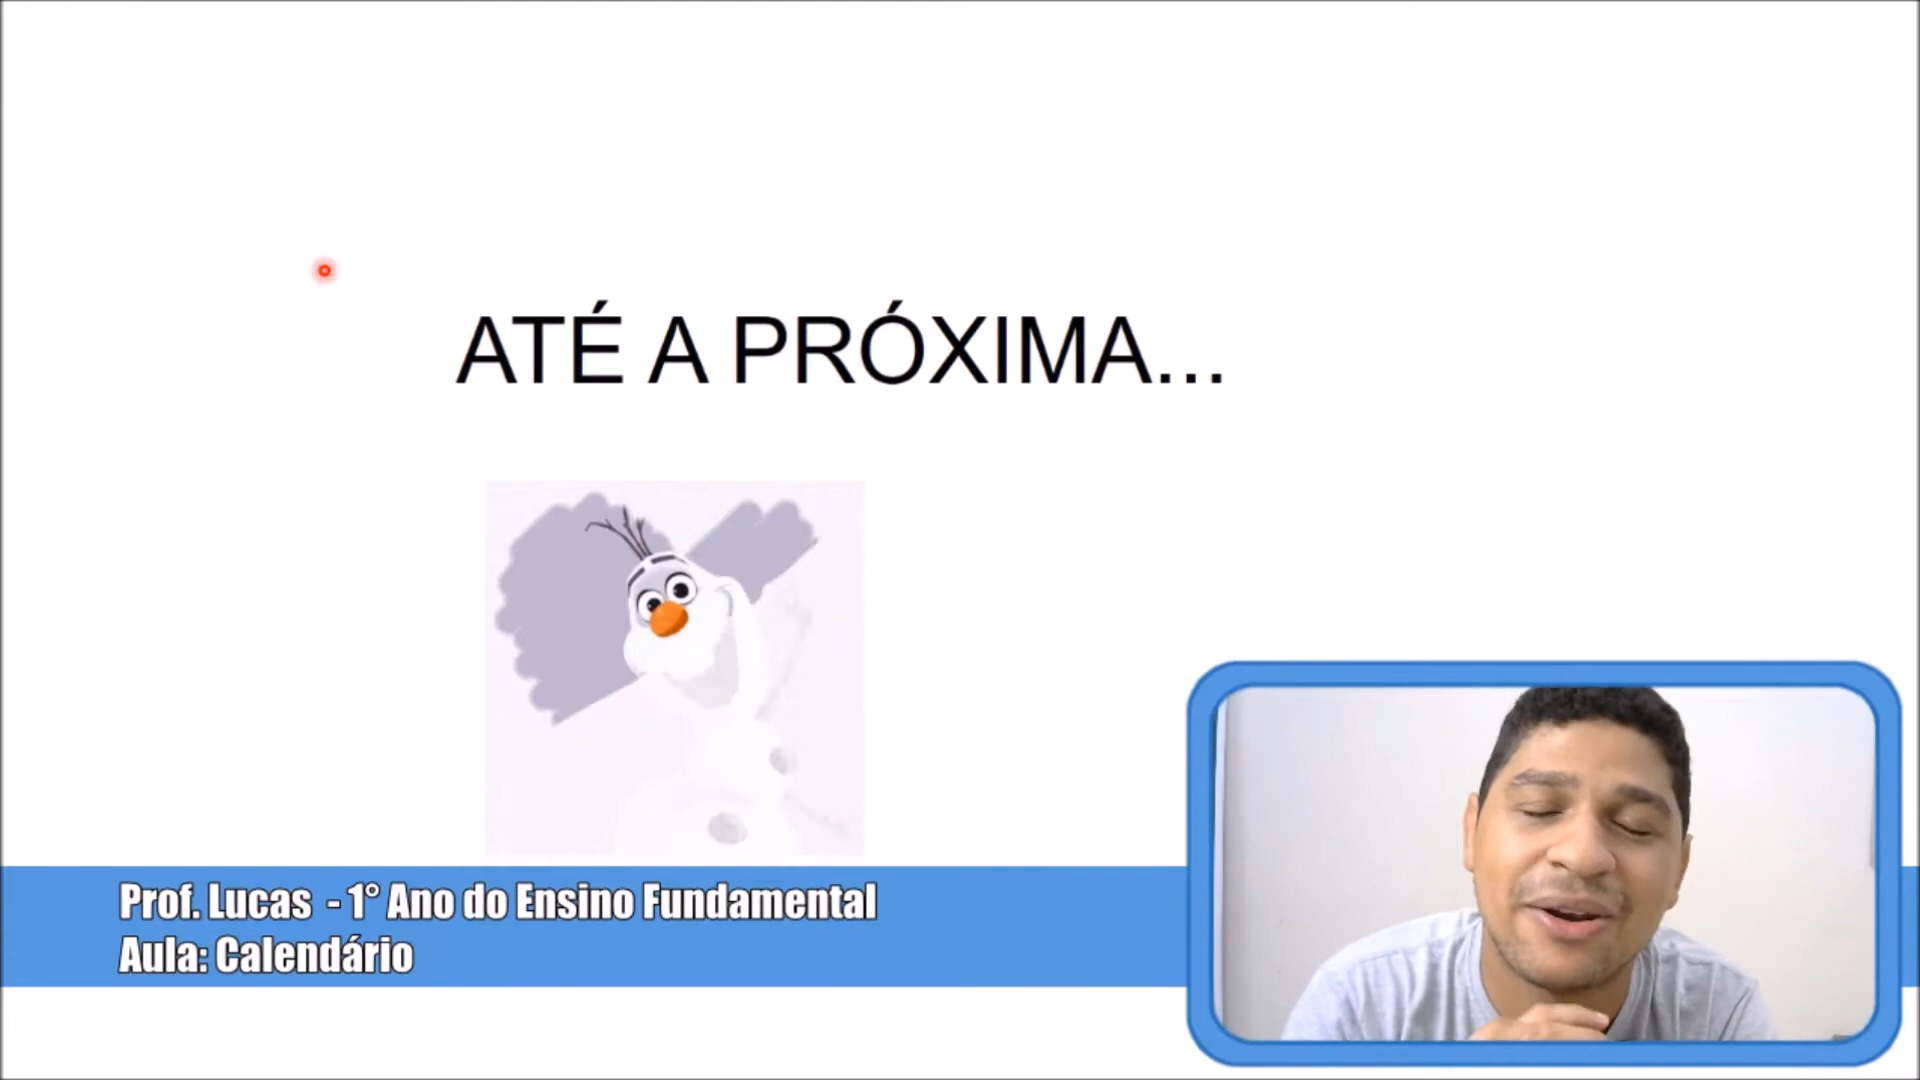 ATÉ A PRÓXIMA...
Prof. Lucas - 1° Ano do Ensino Fundamental
Aula: Calendário